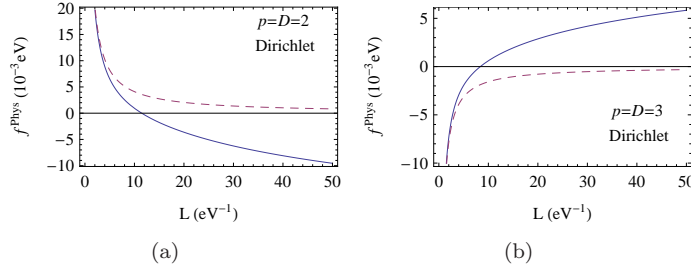 20
15
10
5
0
-5
-10
f^Phys (10^-3 eV)
p=D=2
Dirichlet
0 10 20 30 40 50
L (eV^-1)
(a)
5
0
-5
-10
f^Phys (10^-3 eV)
p=D=3
Dirichlet
0 10 20 30 40 50
L (eV^-1)
(b)